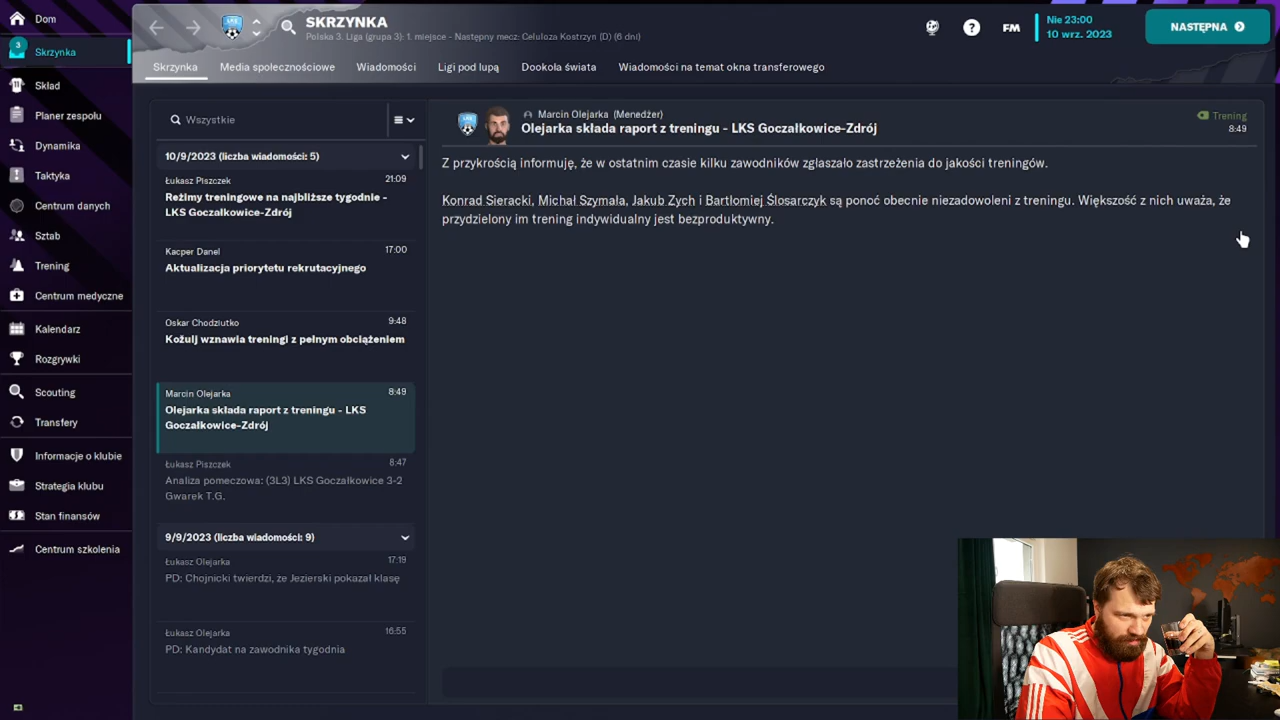 Dom
3
Skrzynka
Skład
Planer zespołu
Dynamika
Taktyka
Centrum danych
Sztab
Trening
Centrum medyczne
Kalendarz
Rozgrywki
Scouting
Transfery
Informacje o klubie
Strategia klubu
Stan finansów
Centrum szkolenia
SKRZYNKA
Polska 3. Liga (grupa 3): 1. miejsce - Następny mecz: Celuloza Kostrzyn (D) (6 dni)
FM
Nie 23:00
10 wrz. 2023
NASTĘPNA
Skrzynka
Media społecznościowe
Wiadomości
Ligi pod lupą
Dookoła świata
Wiadomości na temat okna transferowego
Wszystkie
10/9/2023 (liczba wiadomości: 5)
Łukasz Piszczek 21:09
Reżimy treningowe na najbliższe tygodnie -
LKS Goczałkowice-Zdrój
Kacper Danel 17:00
Aktualizacja priorytetu rekrutacyjnego
Oskar Chodziutko 9:48
Kożulj wznawia treningi z pełnym obciążeniem
Marcin Olejarka 8:49
Olejarka składa raport z treningu - LKS
Goczałkowice-Zdrój
Łukasz Piszczek 8:47
Analiza pomeczowa: (3L3) LKS Goczałkowice 3-2
Gwarek T.G.
9/9/2023 (liczba wiadomości: 9)
Łukasz Olejarka 17:19
PD: Chojnicki twierdzi, że Jezierski pokazał klasę
Łukasz Olejarka 16:55
PD: Kandydat na zawodnika tygodnia
Marcin Olejarka (Menedżer)
Olejarka składa raport z treningu - LKS Goczałkowice-Zdrój
Trening
8:49
Z przykrością informuję, że w ostatnim czasie kilku zawodników zgłaszało zastrzeżenia do jakości treningów.
Konrad Sieracki, Michał Szymała, Jakub Zych i Bartłomiej Ślosarczyk są ponoć obecnie niezadowoleni z treningu. Większość z nich uważa, że
przydzielony im trening indywidualny jest bezproduktywny.